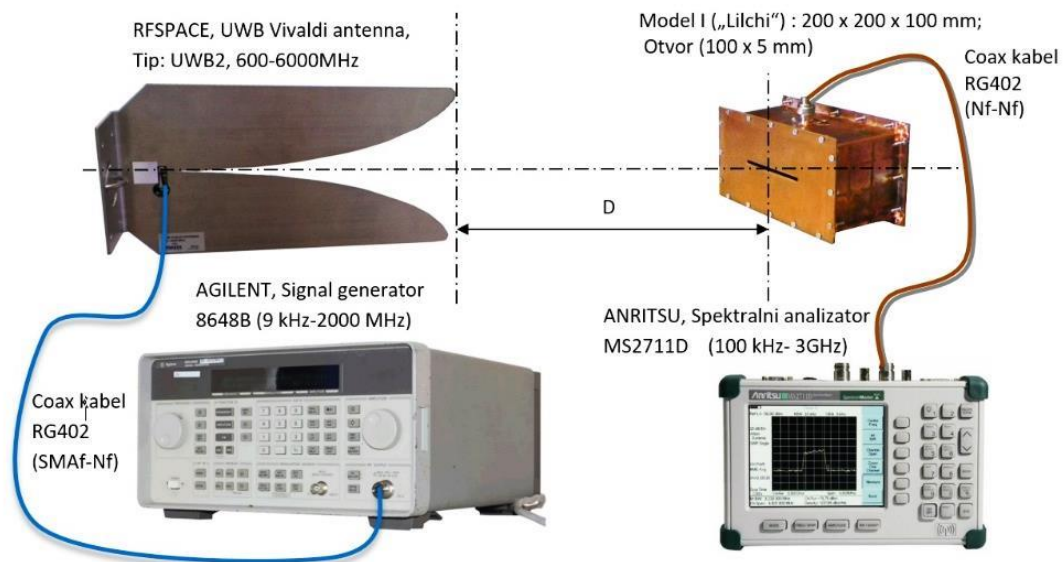 RFSPACE, UWB Vivaldi antenna,
Tip: UWB2, 600-6000MHz
Model I („Lilchi“) : 200 x 200 x 100 mm;
Otvor (100 x 5 mm)
Coax kabel
RG402
(Nf-Nf)
D
AGILENT, Signal generator
8648B (9 kHz-2000 MHz)
ANRITSU, Spektralni analizator
MS2711D (100 kHz- 3GHz)
Coax kabel
RG402
(SMAf-Nf)
Anritsu